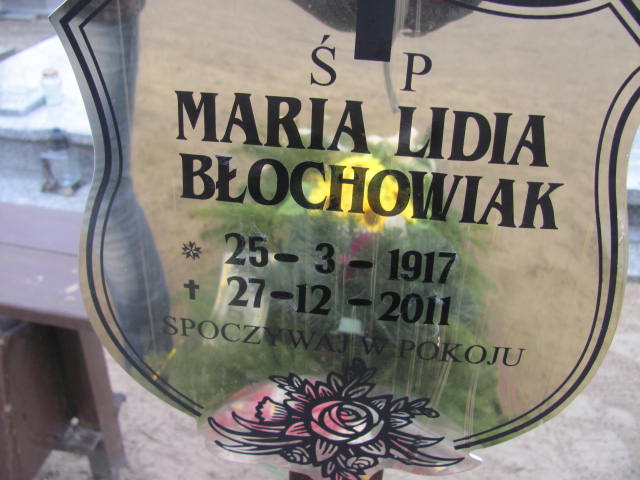 Ś P
MARIA LIDIA
BŁOCHOWIAK
* 25-3-1917
✝ 27-12-2011
SPOCZYWAJ W POKOJU